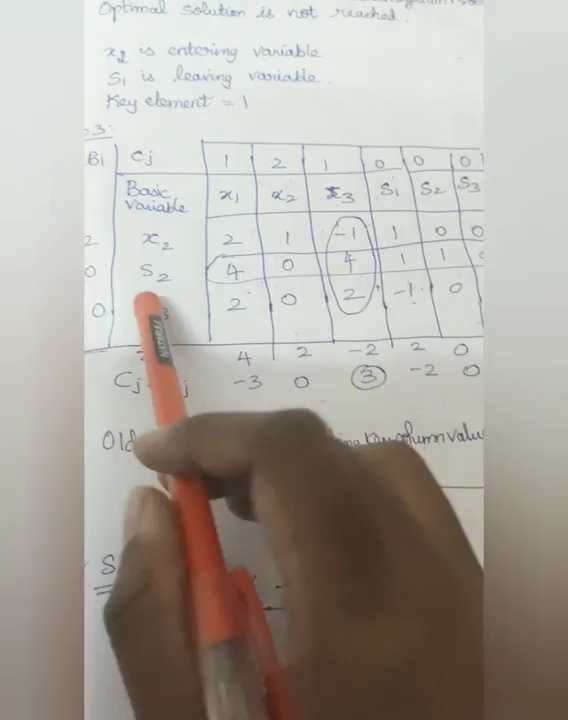 Optimal solution is not reached.
x2 is entering variable
S1 is leaving variable.
Key element = 1
3:
Bi Cj 1 2 1 0 0 0
Basic variable x1 x2 x3 S1 S2 S3
2 x2 2 1 -1 1 0 0
0 S2 4 0 4 1 1
0 2 0 2 -1 0
4 2 -2 2 0
Cj j -3 0 3 -2 0
Old column value
S